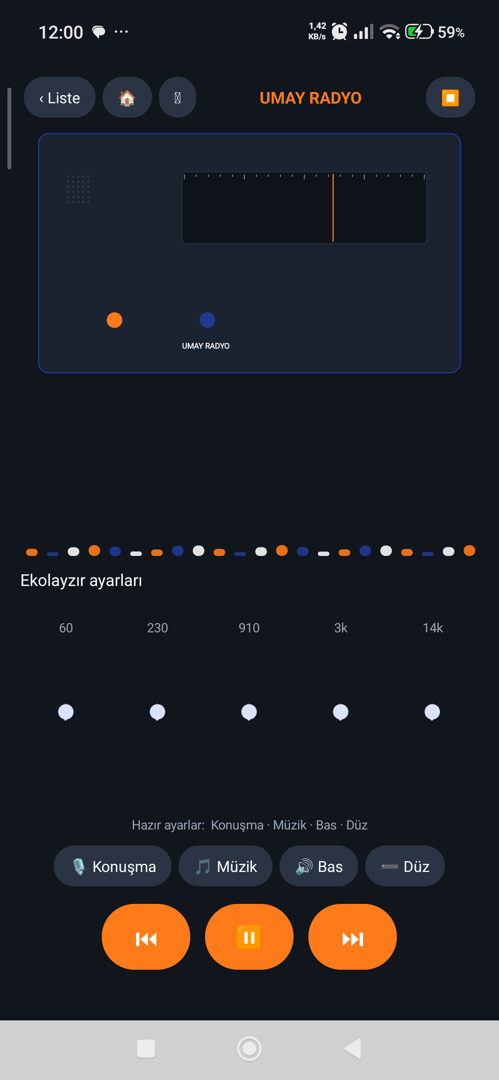 12:00 ... 1,42 KB/s 59%
‹ Liste UMAY RADYO
UMAY RADYO
Ekolayzır ayarları
60 230 910 3k 14k
Hazır ayarlar: Konuşma · Müzik · Bas · Düz
Konuşma Müzik Bas Düz